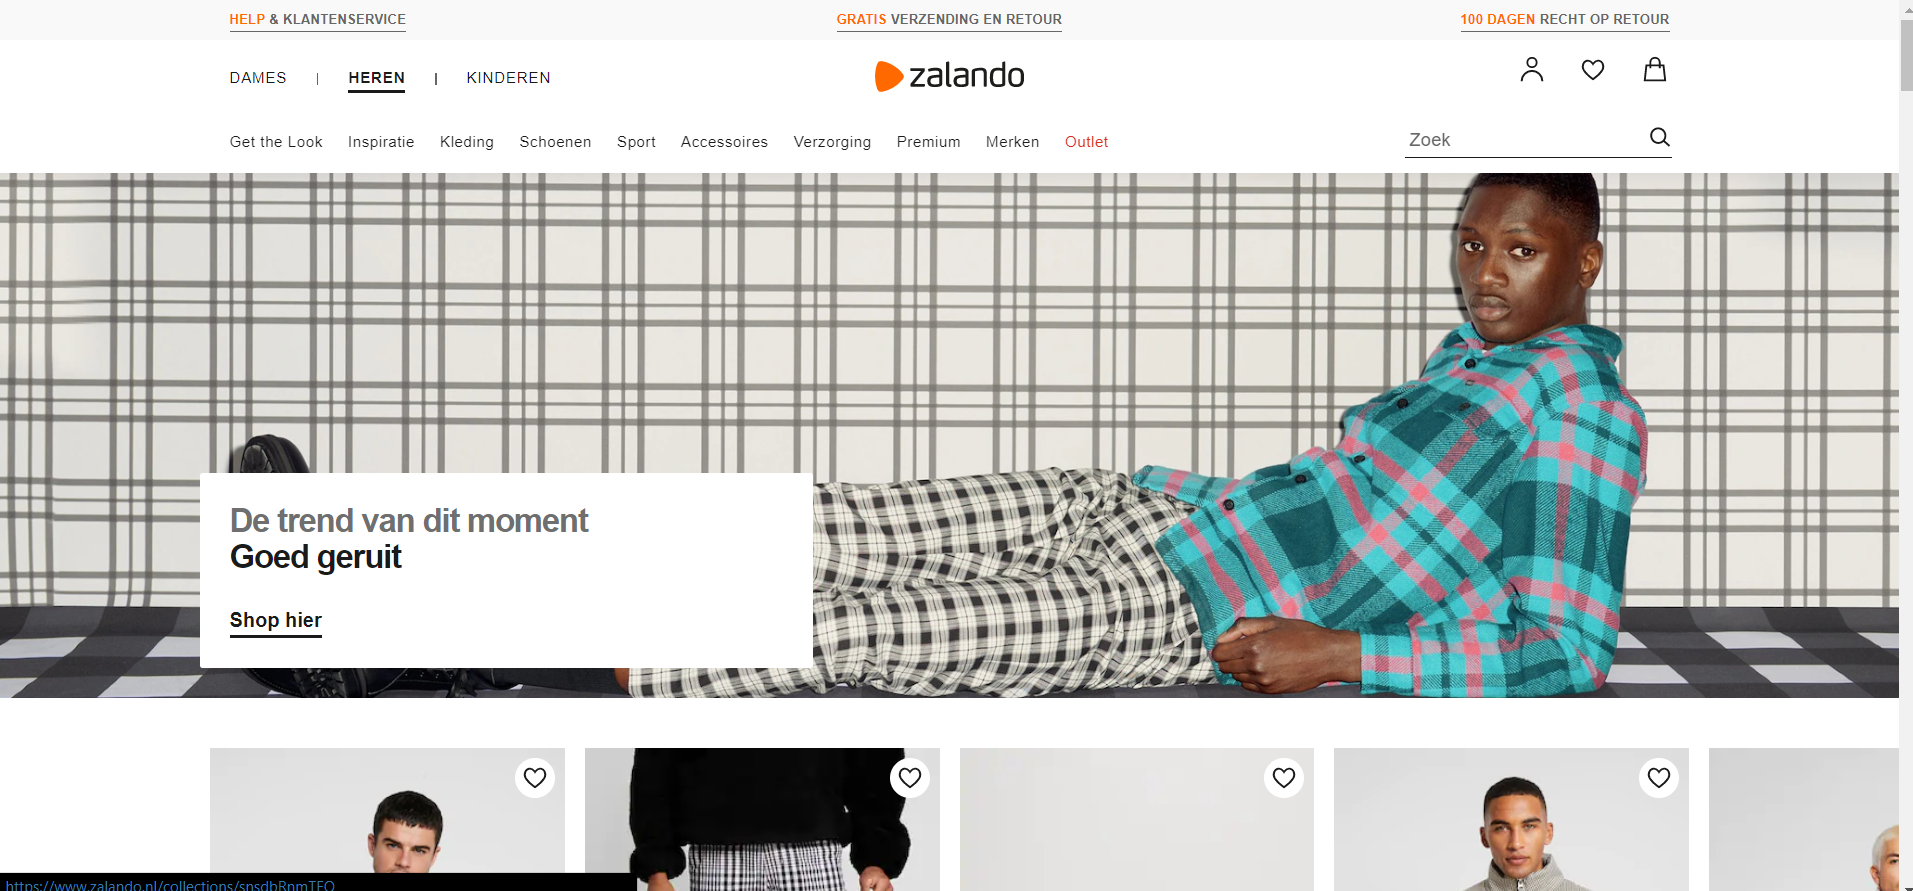 HELP & KLANTENSERVICE
GRATIS VERZENDING EN RETOUR
100 DAGEN RECHT OP RETOUR
DAMES | HEREN | KINDEREN
zalando
Get the Look Inspiratie Kleding Schoenen Sport Accessoires Verzorging Premium Merken Outlet
Zoek
De trend van dit moment
Goed geruit
Shop hier
https://www.zalando.nl/collections/snsdbRnmTFO